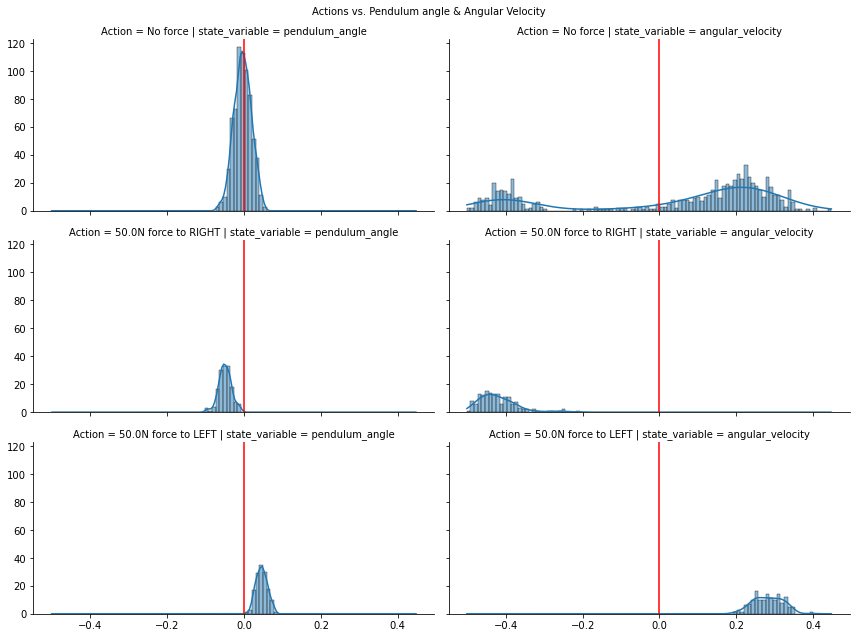 Actions vs. Pendulum angle & Angular Velocity
Action = No force | state_variable = pendulum_angle
Action = No force | state_variable = angular_velocity
120
100
80
60
40
20
0
Action = 50.0N force to RIGHT | state_variable = pendulum_angle
Action = 50.0N force to RIGHT | state_variable = angular_velocity
120
100
80
60
40
20
0
Action = 50.0N force to LEFT | state_variable = pendulum_angle
Action = 50.0N force to LEFT | state_variable = angular_velocity
120
100
80
60
40
20
0
−0.4 −0.2 0.0 0.2 0.4
−0.4 −0.2 0.0 0.2 0.4